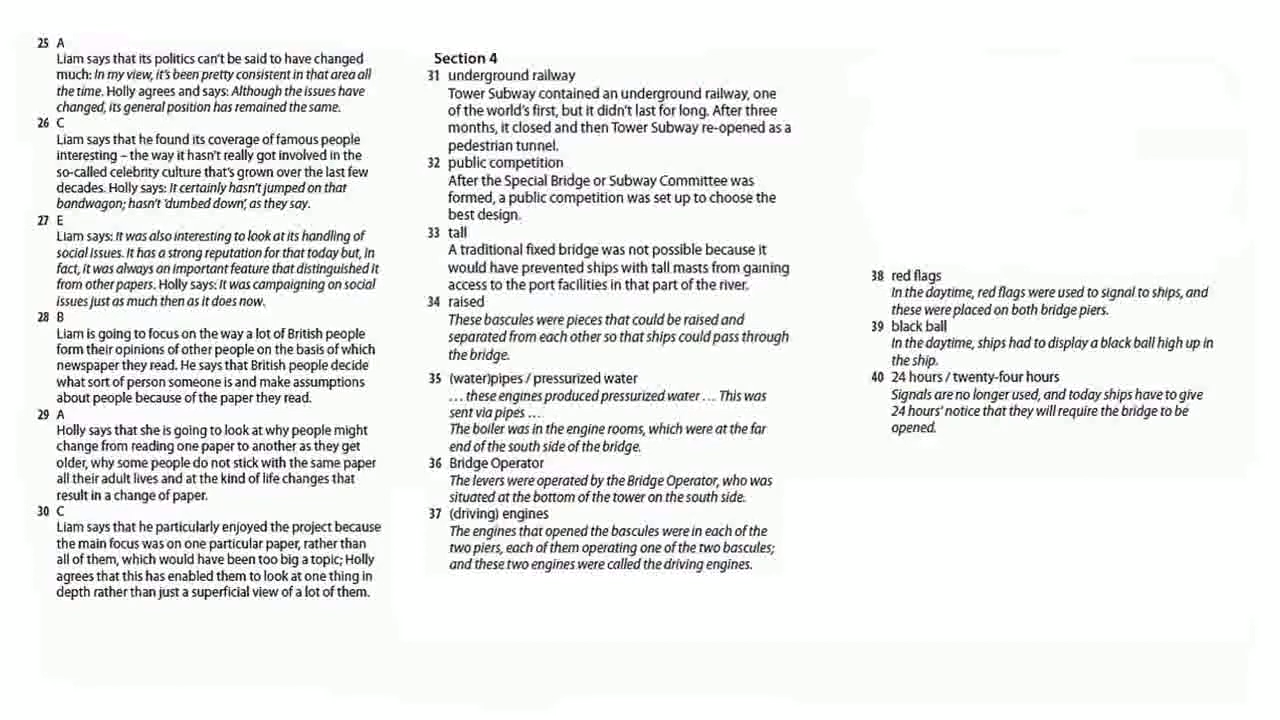 25 A
Liam says that its politics can't be said to have changed
much: In my view, it's been pretty consistent in that area all
the time. Holly agrees and says: Although the issues have
changed, its general position has remained the same.
26 C
Liam says that he found its coverage of famous people
interesting – the way it hasn't really got involved in the
so-called celebrity culture that's grown over the last few
decades. Holly says: It certainly hasn't jumped on that
bandwagon; hasn't 'dumbed down', as they say.
27 E
Liam says: It was also interesting to look at its handling of
social issues. It has a strong reputation for that today but, in
fact, it was always an important feature that distinguished it
from other papers. Holly says: It was campaigning on social
issues just as much then as it does now.
28 B
Liam is going to focus on the way a lot of British people
form their opinions of other people on the basis of which
newspaper they read. He says that British people decide
what sort of person someone is and make assumptions
about people because of the paper they read.
29 A
Holly says that she is going to look at why people might
change from reading one paper to another as they get
older, why some people do not stick with the same paper
all their adult lives and at the kind of life changes that
result in a change of paper.
30 C
Liam says that he particularly enjoyed the project because
the main focus was on one particular paper, rather than
all of them, which would have been too big a topic; Holly
agrees that this has enabled them to look at one thing in
depth rather than just a superficial view of a lot of them.
Section 4
31 underground railway
Tower Subway contained an underground railway, one
of the world's first, but it didn't last for long. After three
months, it closed and then Tower Subway re-opened as a
pedestrian tunnel.
32 public competition
After the Special Bridge or Subway Committee was
formed, a public competition was set up to choose the
best design.
33 tall
A traditional fixed bridge was not possible because it
would have prevented ships with tall masts from gaining
access to the port facilities in that part of the river.
34 raised
These bascules were pieces that could be raised and
separated from each other so that ships could pass through
the bridge.
35 (water)pipes / pressurized water
... these engines produced pressurized water ... This was
sent via pipes ...
The boiler was in the engine rooms, which were at the far
end of the south side of the bridge.
36 Bridge Operator
The levers were operated by the Bridge Operator, who was
situated at the bottom of the tower on the south side.
37 (driving) engines
The engines that opened the bascules were in each of the
two piers, each of them operating one of the two bascules;
and these two engines were called the driving engines.
38 red flags
In the daytime, red flags were used to signal to ships, and
these were placed on both bridge piers.
39 black ball
In the daytime, ships had to display a black ball high up in
the ship.
40 24 hours / twenty-four hours
Signals are no longer used, and today ships have to give
24 hours' notice that they will require the bridge to be
opened.